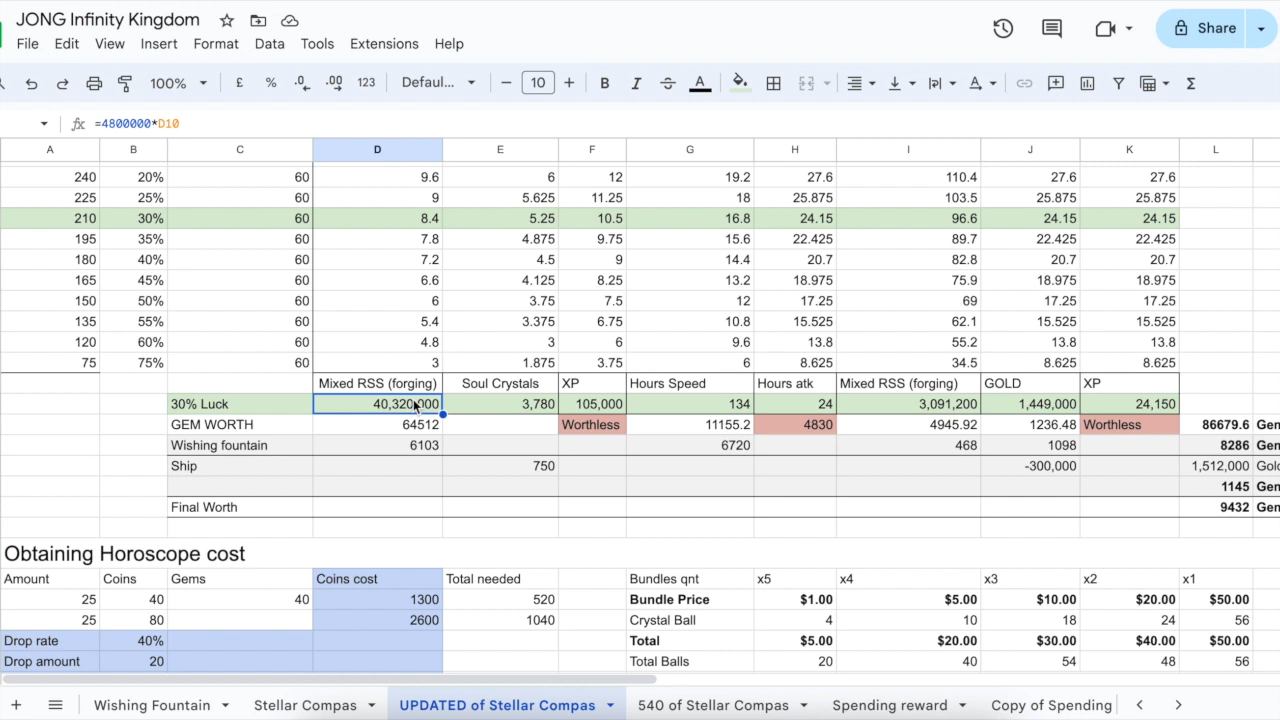 JONG Infinity Kingdom
File Edit View Insert Format Data Tools Extensions Help
Share
100% £ % .0 .00 123 Defaul... 10 B I A
fx =4800000*D10
A B C D E F G H I J K L
240 20% 60 9.6 6 12 19.2 27.6 110.4 27.6 27.6
225 25% 60 9 5.625 11.25 18 25.875 103.5 25.875 25.875
210 30% 60 8.4 5.25 10.5 16.8 24.15 96.6 24.15 24.15
195 35% 60 7.8 4.875 9.75 15.6 22.425 89.7 22.425 22.425
180 40% 60 7.2 4.5 9 14.4 20.7 82.8 20.7 20.7
165 45% 60 6.6 4.125 8.25 13.2 18.975 75.9 18.975 18.975
150 50% 60 6 3.75 7.5 12 17.25 69 17.25 17.25
135 55% 60 5.4 3.375 6.75 10.8 15.525 62.1 15.525 15.525
120 60% 60 4.8 3 6 9.6 13.8 55.2 13.8 13.8
75 75% 60 3 1.875 3.75 6 8.625 34.5 8.625 8.625
Mixed RSS (forging) Soul Crystals XP Hours Speed Hours atk Mixed RSS (forging) GOLD XP
30% Luck 40,320,000 3,780 105,000 134 24 3,091,200 1,449,000 24,150
GEM WORTH 64512 Worthless 11155.2 4830 4945.92 1236.48 Worthless 86679.6 Gem
Wishing fountain 6103 6720 468 1098 8286 Gem
Ship 750 -300,000 1,512,000 Gold
1145 Gem
Final Worth 9432 Gem
Obtaining Horoscope cost
Amount Coins Gems Coins cost Total needed Bundles qnt x5 x4 x3 x2 x1
25 40 40 1300 520 Bundle Price $1.00 $5.00 $10.00 $20.00 $50.00
25 80 2600 1040 Crystal Ball 4 10 18 24 56
Drop rate 40% Total $5.00 $20.00 $30.00 $40.00 $50.00
Drop amount 20 Total Balls 20 40 54 48 56
Wishing Fountain Stellar Compas UPDATED of Stellar Compas 540 of Stellar Compas Spending reward Copy of Spending